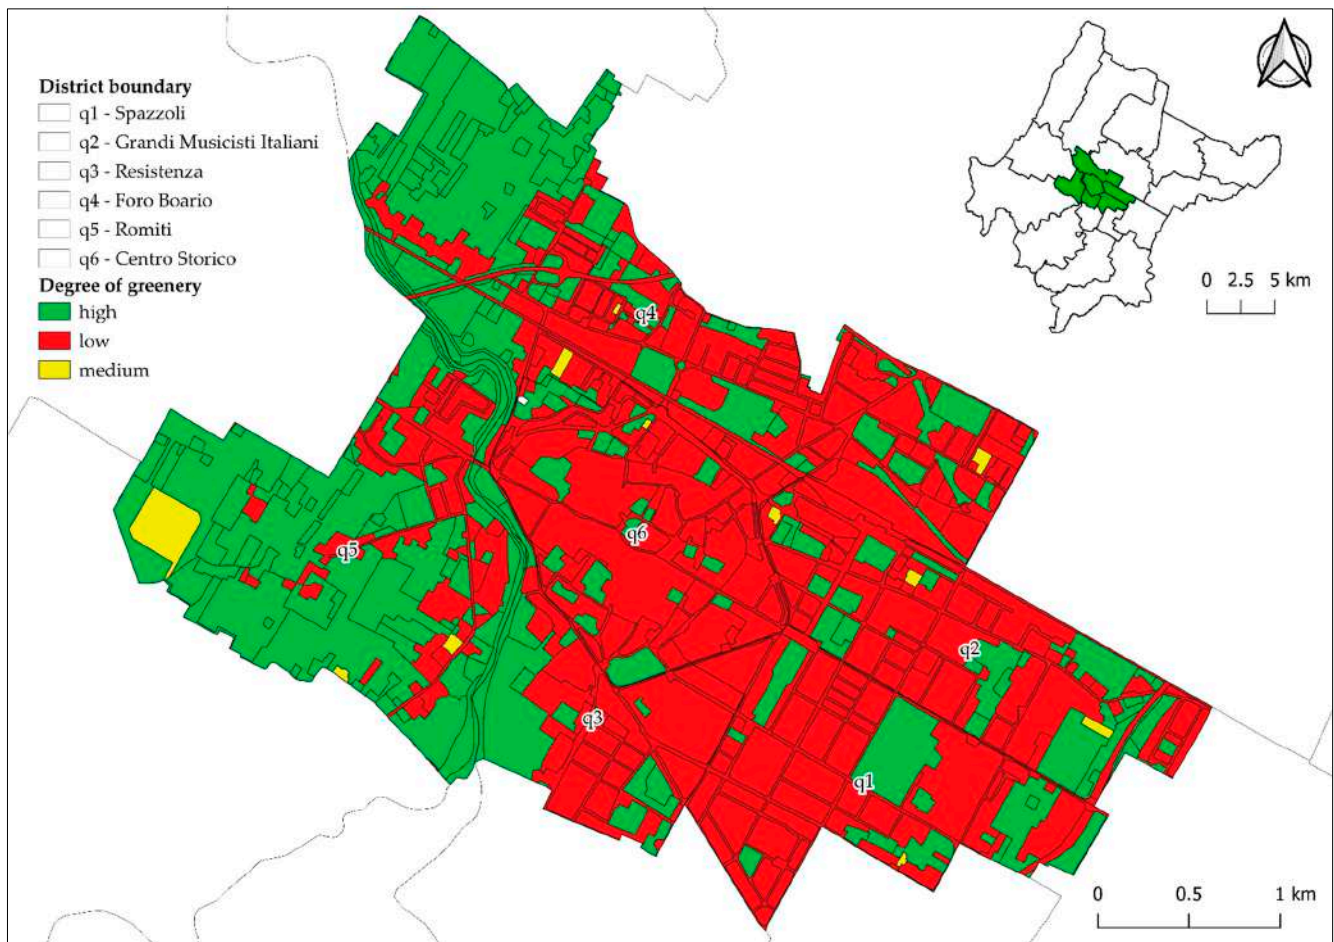 District boundary
q1 - Spazzoli
q2 - Grandi Musicisti Italiani
q3 - Resistenza
q4 - Foro Boario
q5 - Romiti
q6 - Centro Storico
Degree of greenery
high
low
medium
0 2.5 5 km
q4
q6
q5
q2
q3
q1
0 0.5 1 km